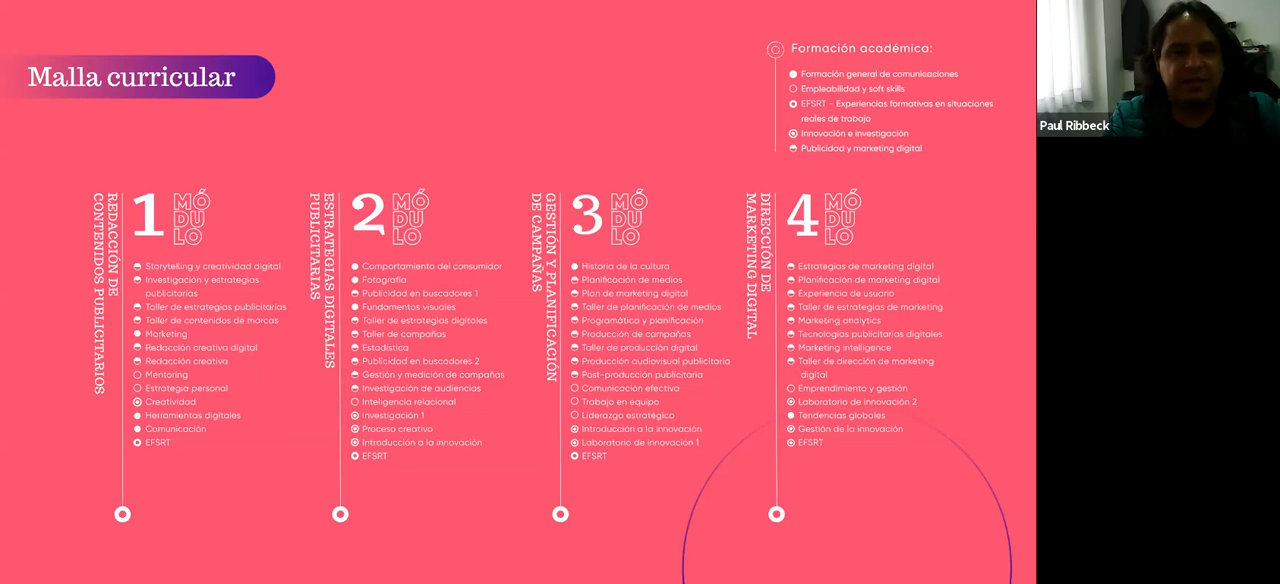 Malla curricular
Formación académica:
Formación general de comunicaciones
Empleabilidad y soft skills
EFSRT - Experiencias formativas en situaciones
reales de trabajo
Innovación e investigación
Publicidad y marketing digital
Paul Ribbeck
REDACCIÓN DE
CONTENIDOS PUBLICITARIOS
1 MÓ
DU
LO
Storytelling y creatividad digital
Investigación y estrategias
publicitarias
Taller de estrategias publicitarias
Taller de contenidos de marcas
Marketing
Redacción creativa digital
Redacción creativa
Mentoring
Estrategia personal
Creatividad
Herramientas digitales
Comunicación
EFSRT
ESTRATEGIAS DIGITALES
PUBLICITARIAS
2 MÓ
DU
LO
Comportamiento del consumidor
Fotografía
Publicidad en buscadores 1
Fundamentos visuales
Taller de estrategias digitales
Taller de campañas
Estadística
Publicidad en buscadores 2
Gestión y medición de campañas
Investigación de audiencias
Inteligencia relacional
Investigación 1
Proceso creativo
Introducción a la innovación
EFSRT
GESTIÓN Y PLANIFICACIÓN
DE CAMPAÑAS
3 MÓ
DU
LO
Historia de la cultura
Planificación de medios
Plan de marketing digital
Taller de planificación de medios
Programática y planificación
Producción de campañas
Taller de producción digital
Producción audiovisual publicitaria
Post-producción publicitaria
Comunicación efectiva
Trabajo en equipo
Liderazgo estratégico
Introducción a la innovación
Laboratorio de innovación 1
EFSRT
DIRECCIÓN DE
MARKETING DIGITAL
4 MÓ
DU
LO
Estrategias de marketing digital
Planificación de marketing digital
Experiencia de usuario
Taller de estrategias de marketing
Marketing analytics
Tecnologías publicitarias digitales
Marketing intelligence
Taller de dirección de marketing
digital
Emprendimiento y gestión
Laboratorio de innovación 2
Tendencias globales
Gestión de la innovación
EFSRT